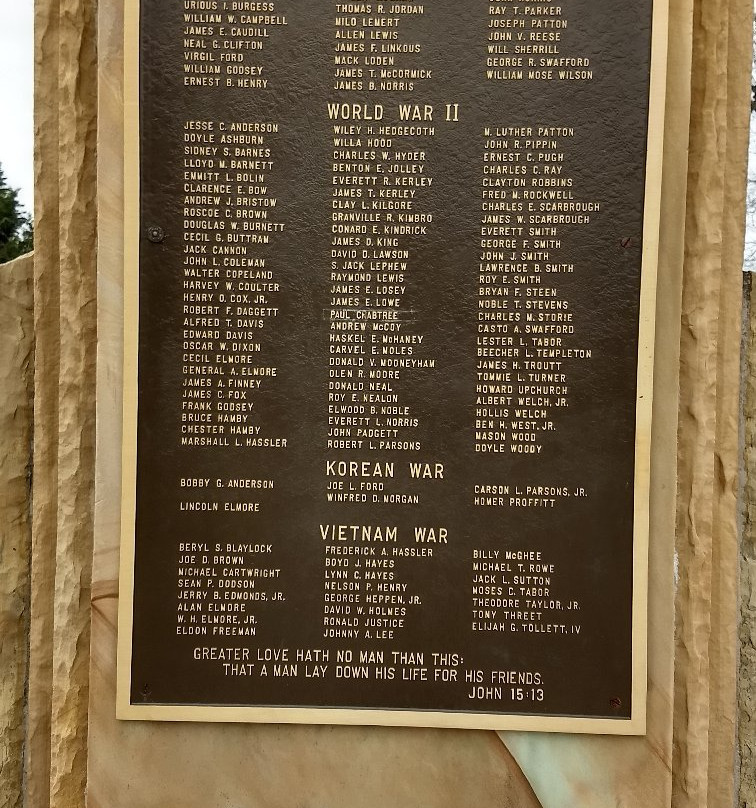 URIOUS I. BURGESS
WILLIAM W. CAMPBELL
JAMES E. CAUDILL
NEAL G. CLIFTON
VIRGIL FORD
WILLIAM GODSEY
ERNEST B. HENRY
THOMAS R. JORDAN
MILO LEMERT
ALLEN LEWIS
JAMES F. LINKOUS
MACK LODEN
JAMES T. McCORMICK
JAMES B. NORRIS
RAY T. PARKER
JOSEPH PATTON
JOHN V. REESE
WILL SHERRILL
GEORGE R. SWAFFORD
WILLIAM MOSE WILSON
WORLD WAR II
JESSE C. ANDERSON
DOYLE ASHBURN
SIDNEY S. BARNES
LLOYD M. BARNETT
EMMITT L. BOLIN
CLARENCE E. BOW
ANDREW J. BRISTOW
ROSCOE C. BROWN
DOUGLAS W. BURNETT
CECIL G. BUTTRAM
JACK CANNON
JOHN L. COLEMAN
WALTER COPELAND
HARVEY W. COULTER
HENRY O. COX, JR.
ROBERT F. DAGGETT
ALFRED T. DAVIS
EDWARD DAVIS
OSCAR W. DIXON
CECIL ELMORE
GENERAL A. ELMORE
JAMES A. FINNEY
JAMES C. FOX
FRANK GODSEY
BRUCE HAMBY
CHESTER HAMBY
MARSHALL L. HASSLER
WILEY H. HEDGECOTH
WILLA HOOD
CHARLES W. HYDER
BENTON E. JOLLEY
EVERETT R. KERLEY
JAMES T. KERLEY
CLAY L. KILGORE
GRANVILLE R. KIMBRO
CONARD E. KINDRICK
JAMES D. KING
DAVID D. LAWSON
S. JACK LEPHEW
RAYMOND LEWIS
JAMES E. LOSEY
JAMES E. LOWE
PAUL CRABTREE
ANDREW McCOY
HASKEL E. McHANEY
CARVEL E. MOLES
DONALD V. MOONEYHAM
OLEN R. MOORE
DONALD NEAL
ROY E. NEALON
ELWOOD B. NOBLE
EVERETT L. NORRIS
JOHN PADGETT
ROBERT L. PARSONS
M. LUTHER PATTON
JOHN R. PIPPIN
ERNEST C. PUGH
CHARLES C. RAY
CLAYTON ROBBINS
FRED M. ROCKWELL
CHARLES E. SCARBROUGH
JAMES W. SCARBROUGH
EVERETT SMITH
GEORGE F. SMITH
JOHN J. SMITH
LAWRENCE B. SMITH
ROY E. SMITH
BRYAN F. STEEN
NOBLE T. STEVENS
CHARLES M. STORIE
CASTO A. SWAFFORD
LESTER L. TABOR
BEECHER L. TEMPLETON
JAMES H. TROUTT
TOMMIE L. TURNER
HOWARD UPCHURCH
ALBERT WELCH, JR.
HOLLIS WELCH
BEN H. WEST, JR.
MASON WOOD
DOYLE WOODY
KOREAN WAR
BOBBY G. ANDERSON
LINCOLN ELMORE
JOE L. FORD
WINFRED D. MORGAN
CARSON L. PARSONS, JR.
HOMER PROFFITT
VIETNAM WAR
BERYL S. BLAYLOCK
JOE D. BROWN
MICHAEL CARTWRIGHT
SEAN P. DODSON
JERRY B. EDMONDS, JR.
ALAN ELMORE
W. H. ELMORE, JR.
ELDON FREEMAN
FREDERICK A. HASSLER
BOYD J. HAYES
LYNN C. HAYES
NELSON P. HENRY
GEORGE HEPPEN, JR.
DAVID W. HOLMES
RONALD JUSTICE
JOHNNY A. LEE
BILLY McGHEE
MICHAEL T. ROWE
JACK L. SUTTON
MOSES C. TABOR
THEODORE TAYLOR, JR.
TONY THREET
ELIJAH G. TOLLETT, IV
GREATER LOVE HATH NO MAN THAN THIS:
THAT A MAN LAY DOWN HIS LIFE FOR HIS FRIENDS.
JOHN 15:13